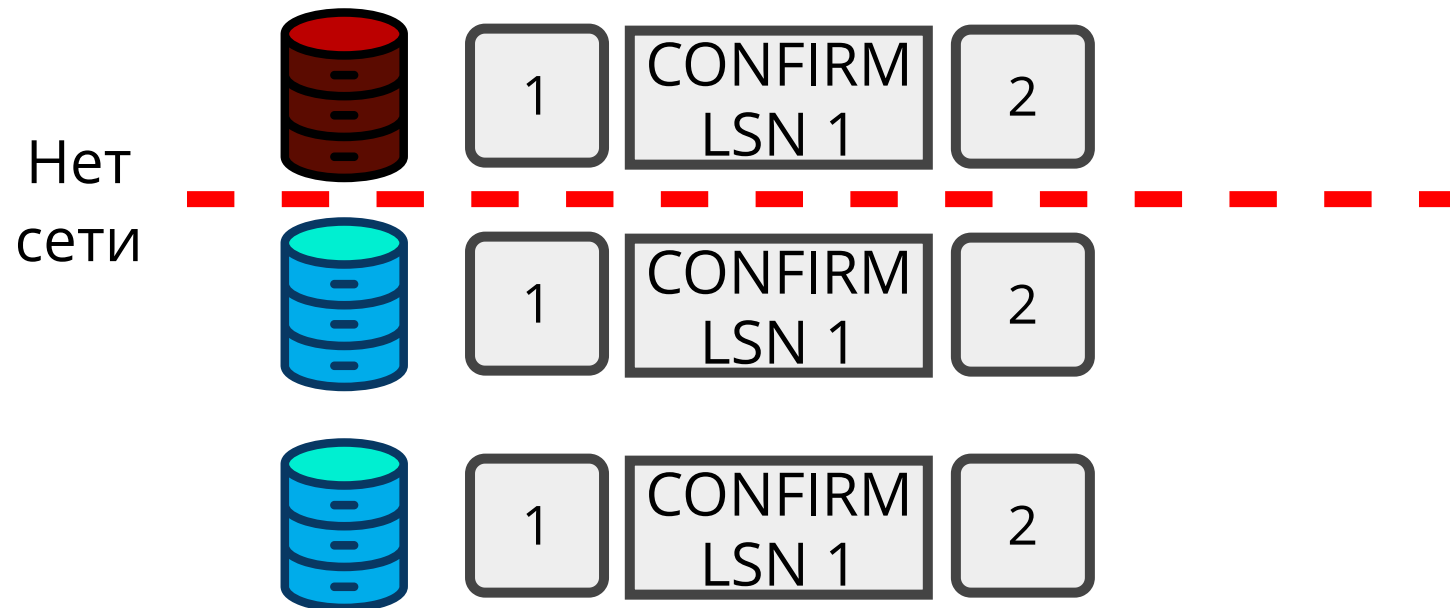 Нет
сети
1
CONFIRM
LSN 1
2
1
CONFIRM
LSN 1
2
1
CONFIRM
LSN 1
2